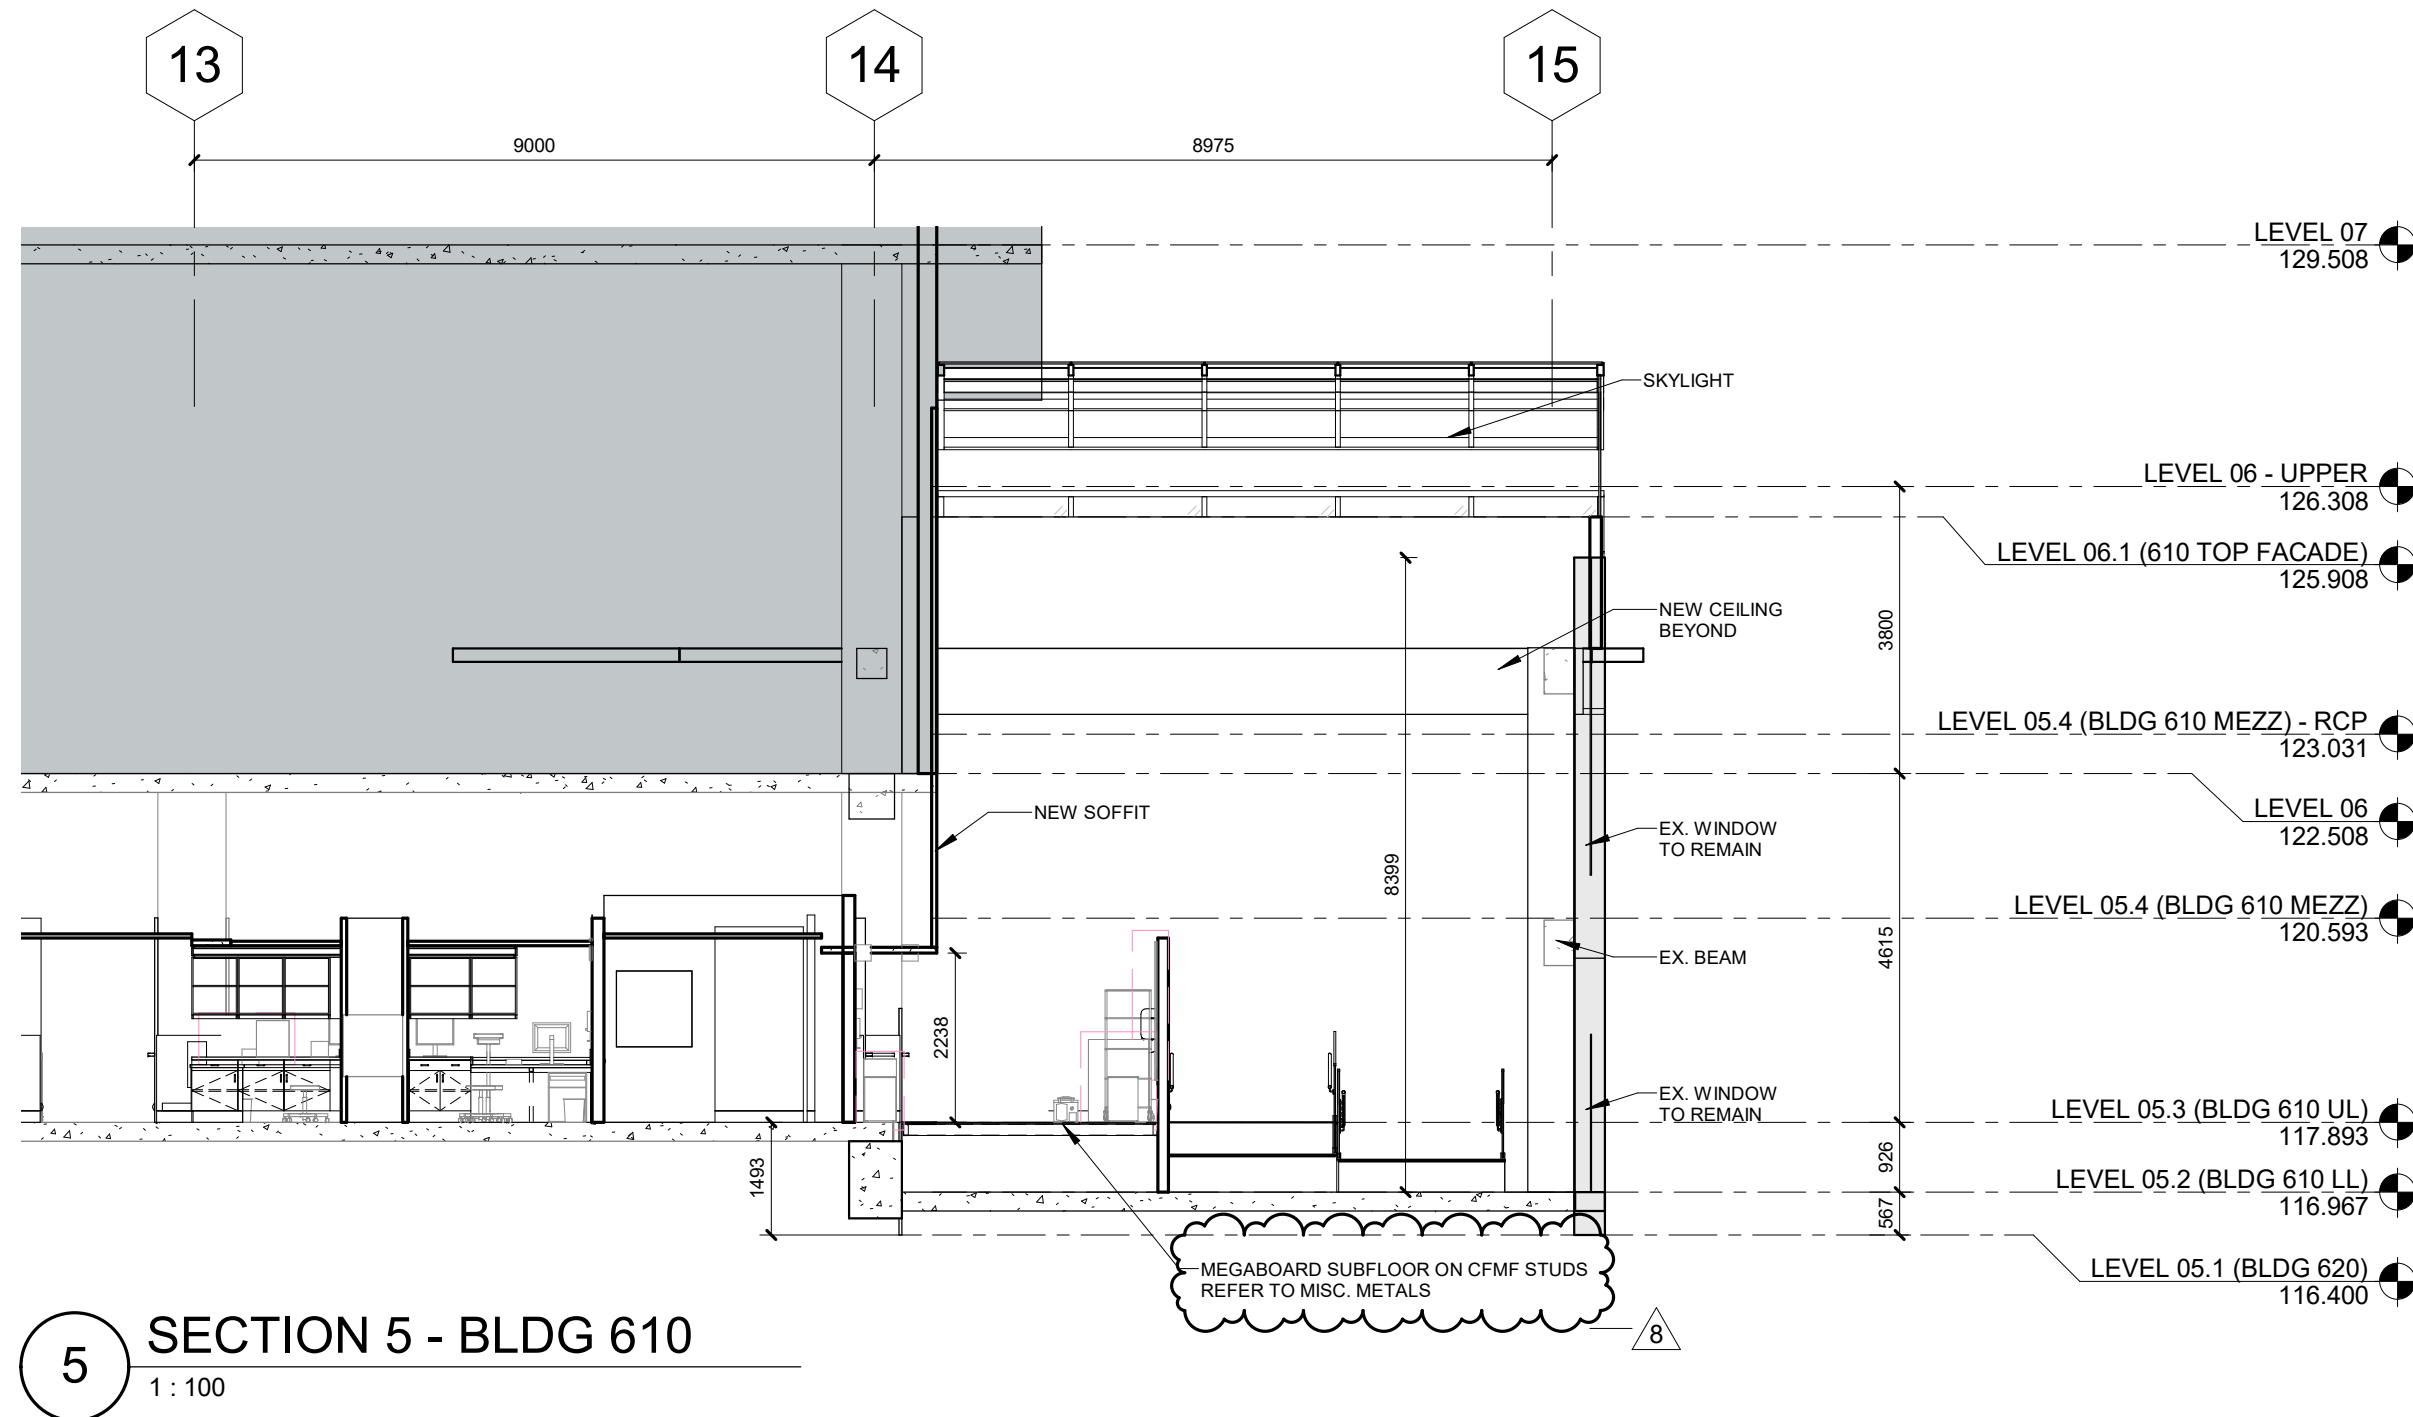 13
14
15
9000
8975
LEVEL 07
129.508
SKYLIGHT
LEVEL 06 - UPPER
126.308
LEVEL 06.1 (610 TOP FACADE)
125.908
NEW CEILING
BEYOND
3800
LEVEL 05.4 (BLDG 610 MEZZ) - RCP
123.031
NEW SOFFIT
LEVEL 06
122.508
EX. WINDOW
TO REMAIN
8399
LEVEL 05.4 (BLDG 610 MEZZ)
120.593
4615
EX. BEAM
2238
EX. WINDOW
TO REMAIN
LEVEL 05.3 (BLDG 610 UL)
117.893
926
1493
LEVEL 05.2 (BLDG 610 LL)
116.967
567
MEGABOARD SUBFLOOR ON CFMF STUDS
REFER TO MISC. METALS
LEVEL 05.1 (BLDG 620)
116.400
8
5
SECTION 5 - BLDG 610
1 : 100